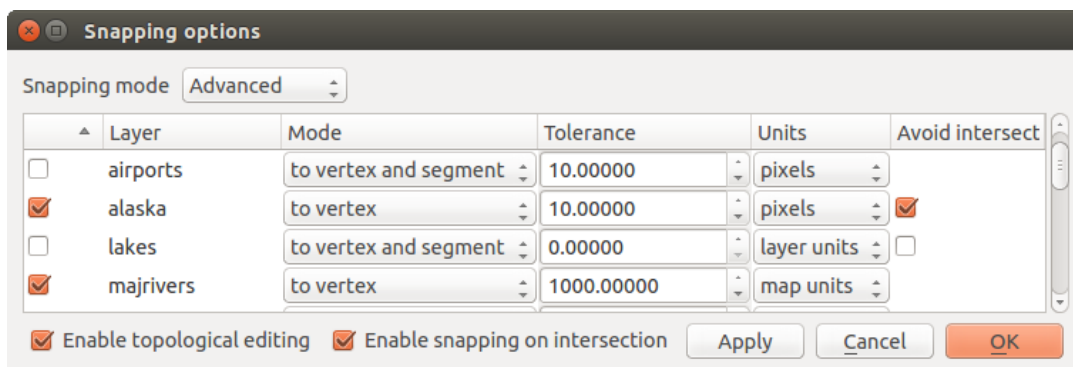 Snapping options
Snapping mode Advanced
Layer Mode Tolerance Units Avoid intersect
airports to vertex and segment 10.00000 pixels
alaska to vertex 10.00000 pixels
lakes to vertex and segment 0.00000 layer units
majrivers to vertex 1000.00000 map units
Enable topological editing Enable snapping on intersection Apply Cancel OK